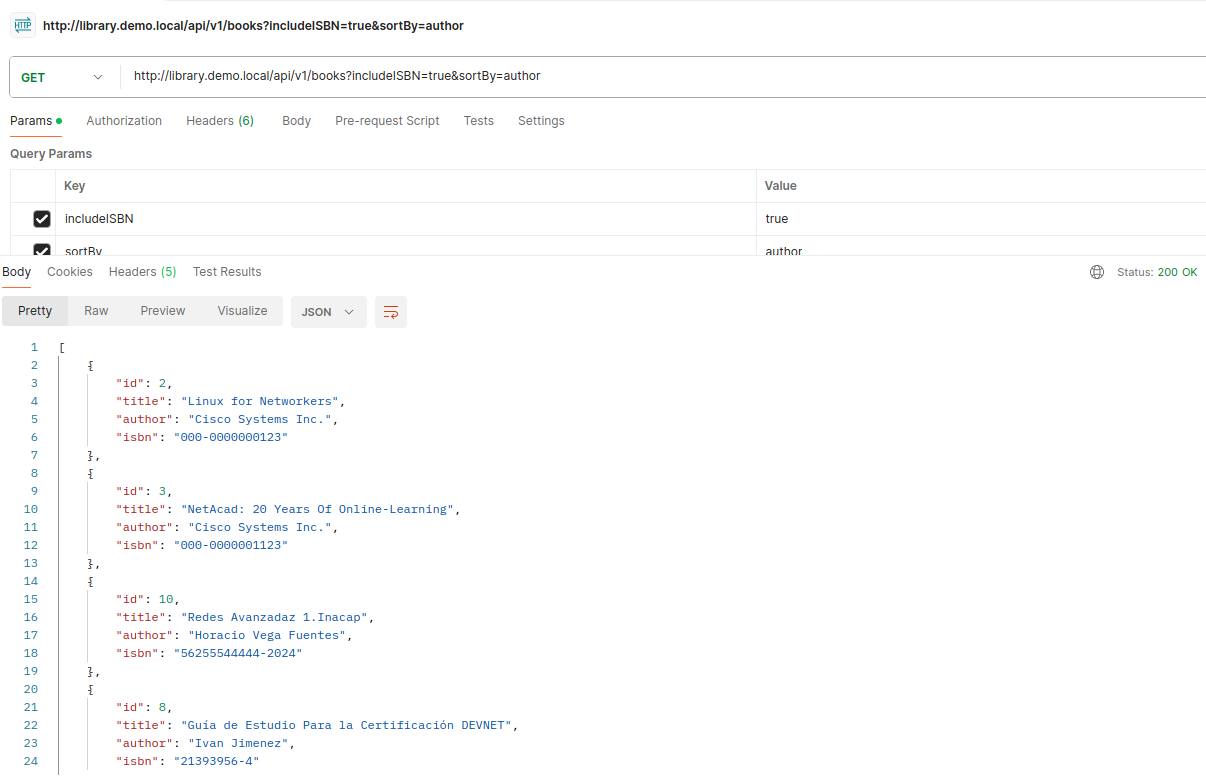 HTTP http://library.demo.local/api/v1/books?includeISBN=true&sortBy=author
GET http://library.demo.local/api/v1/books?includeISBN=true&sortBy=author
Params Authorization Headers (6) Body Pre-request Script Tests Settings
Query Params
Key Value
includeISBN true
sortBy author
Body Cookies Headers (5) Test Results Status: 200 OK
Pretty Raw Preview Visualize JSON
1 [
2 {
3 "id": 2,
4 "title": "Linux for Networkers",
5 "author": "Cisco Systems Inc.",
6 "isbn": "000-0000000123"
7 },
8 {
9 "id": 3,
10 "title": "NetAcad: 20 Years Of Online-Learning",
11 "author": "Cisco Systems Inc.",
12 "isbn": "000-0000001123"
13 },
14 {
15 "id": 10,
16 "title": "Redes Avanzadaz 1.Inacap",
17 "author": "Horacio Vega Fuentes",
18 "isbn": "56255544444-2024"
19 },
20 {
21 "id": 8,
22 "title": "Guía de Estudio Para la Certificación DEVNET",
23 "author": "Ivan Jimenez",
24 "isbn": "21393956-4"